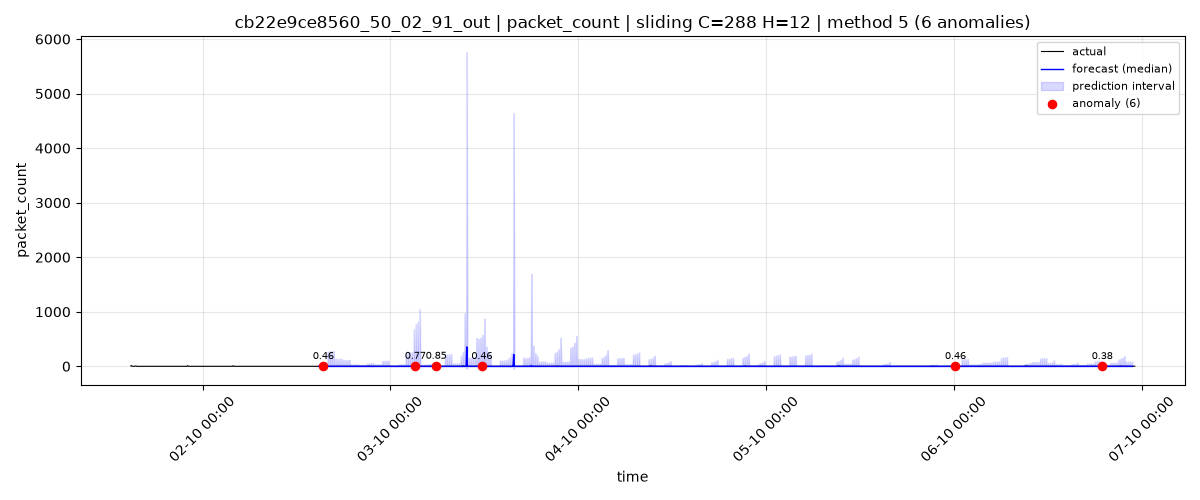 cb22e9ce8560_50_02_91_out | packet_count | sliding C=288 H=12 | method 5 (6 anomalies)
actual
forecast (median)
prediction interval
anomaly (6)
packet_count
6000
5000
4000
3000
2000
1000
0
0.46
0.77
0.85
0.46
0.46
0.38
02-10 00:00
03-10 00:00
04-10 00:00
05-10 00:00
06-10 00:00
07-10 00:00
time